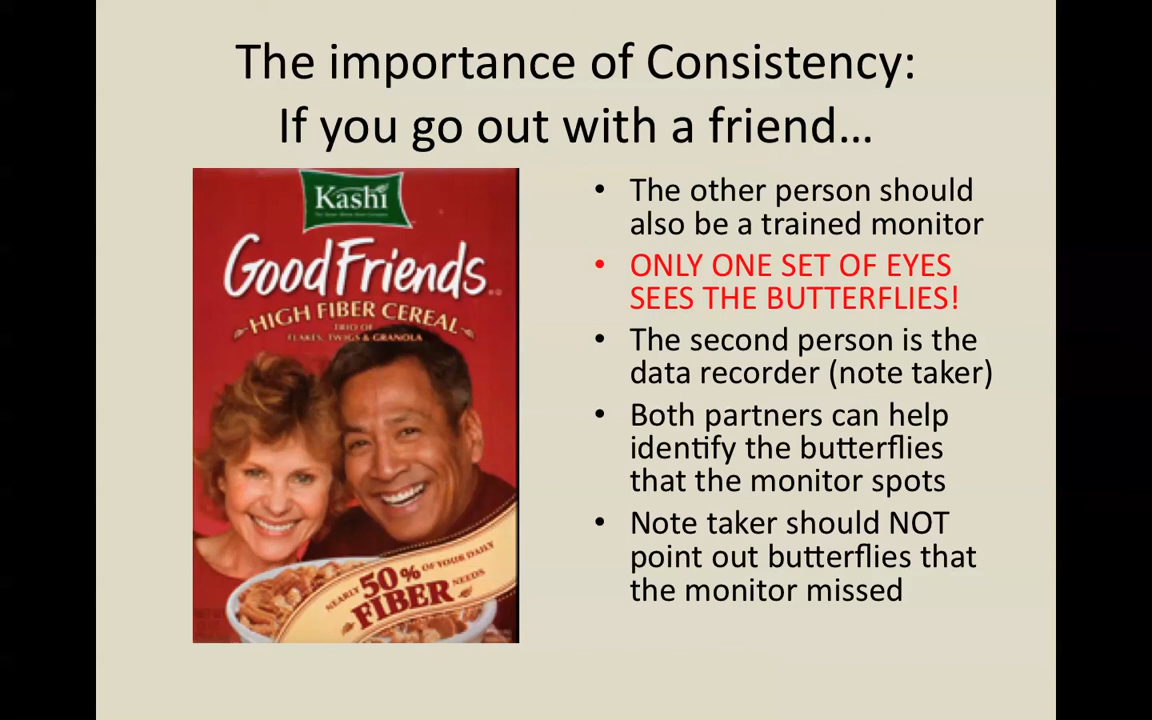 The importance of Consistency:
If you go out with a friend...
Kashi
GoodFriends
HIGH FIBER CEREAL
TRIO OF
FLAKES, TWIGS & GRANOLA
NEARLY 50% OF YOUR DAILY
FIBER NEEDS
• The other person should
also be a trained monitor
• ONLY ONE SET OF EYES
SEES THE BUTTERFLIES!
• The second person is the
data recorder (note taker)
• Both partners can help
identify the butterflies
that the monitor spots
• Note taker should NOT
point out butterflies that
the monitor missed